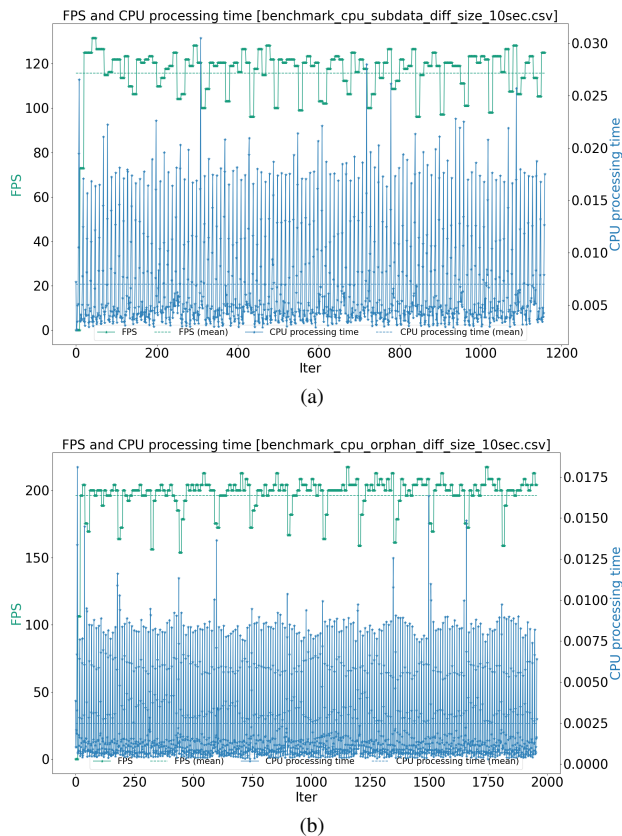 FPS and CPU processing time [benchmark_cpu_subdata_diff_size_10sec.csv]
120
100
80
60
40
20
0
FPS
0.030
0.025
0.020
0.015
0.010
0.005
CPU processing time
FPS FPS (mean) CPU processing time CPU processing time (mean)
0 200 400 600 800 1000 1200
Iter
(a)
FPS and CPU processing time [benchmark_cpu_orphan_diff_size_10sec.csv]
200
150
100
50
0
FPS
0.0175
0.0150
0.0125
0.0100
0.0075
0.0050
0.0025
0.0000
CPU processing time
FPS FPS (mean) CPU processing time CPU processing time (mean)
0 250 500 750 1000 1250 1500 1750 2000
Iter
(b)